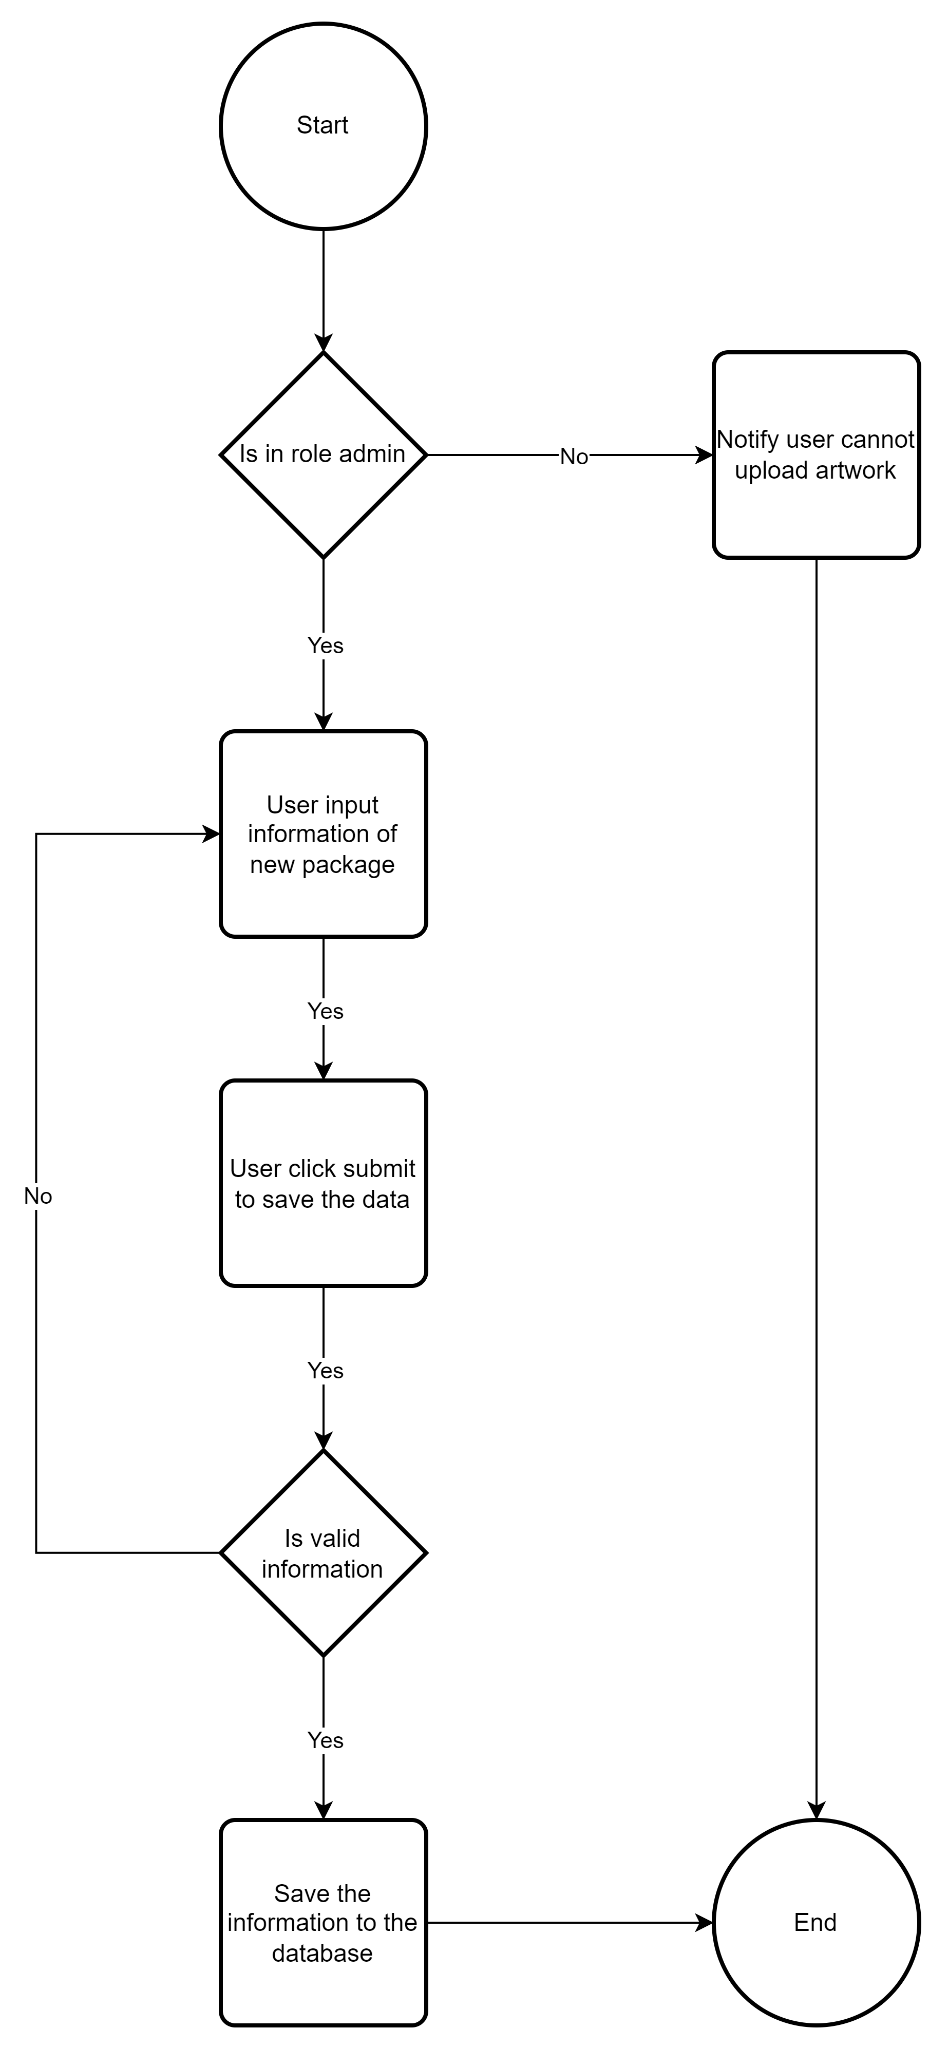 Start
Is in role admin
No
Notify user cannot
upload artwork
Yes
User input
information of
new package
Yes
User click submit
to save the data
No
Yes
Is valid
information
Yes
Save the
information to the
database
End